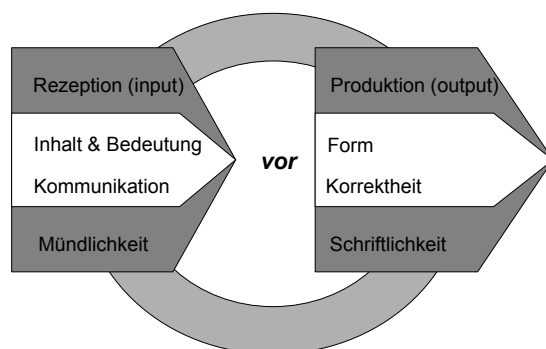 Rezeption (input)
Inhalt & Bedeutung
Kommunikation
Mündlichkeit
vor
Produktion (output)
Form
Korrektheit
Schriftlichkeit